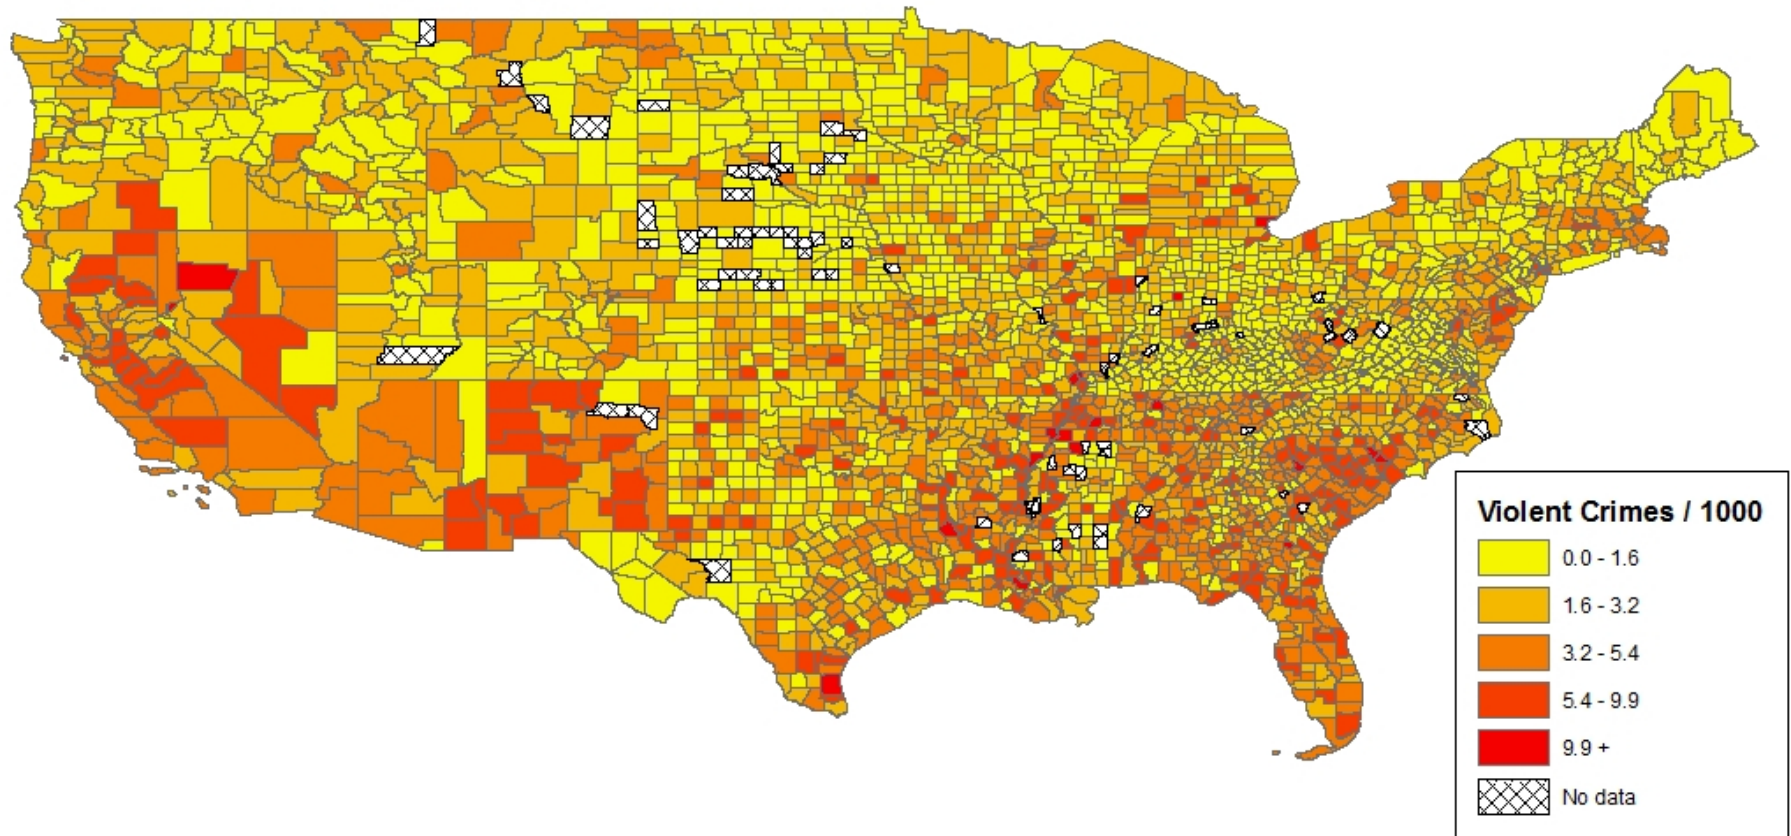 Violent Crimes / 1000
0.0 - 1.6
1.6 - 3.2
3.2 - 5.4
5.4 - 9.9
9.9 +
No data